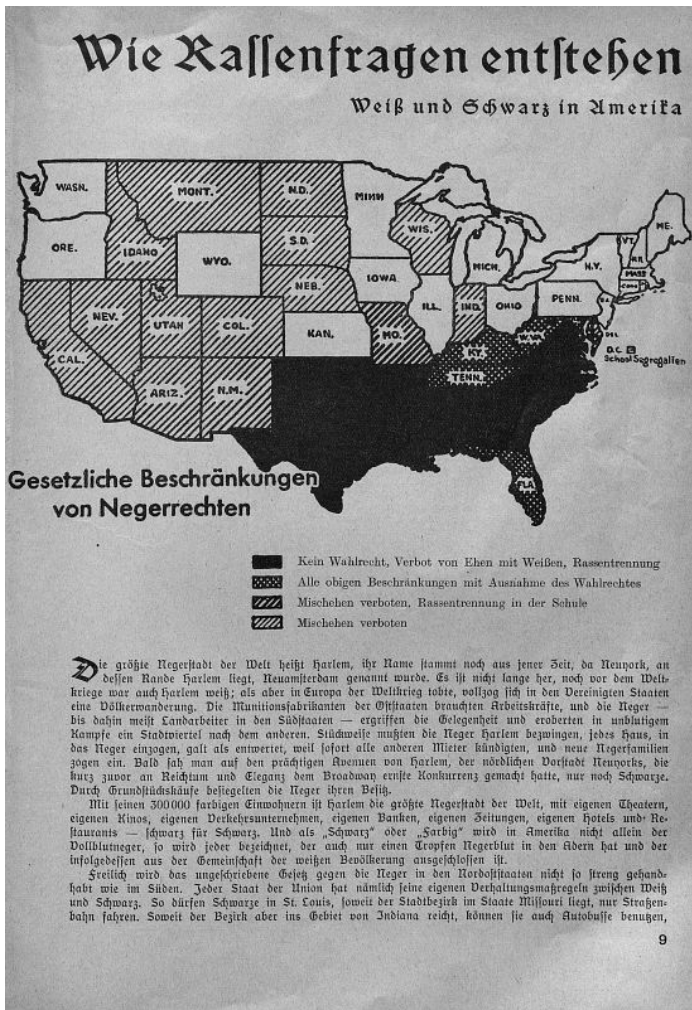 Wie Rassenfragen entstehen
Weiß und Schwarz in Amerika
WASH.
MONT.
N.D.
MINN
ORE.
IDAHO
S.D.
WIS.
WYO.
MICH.
VT.
N.H.
ME.
N.Y.
MASS
CONN
R.I.
NEB.
IOWA
NEV.
UTAH
COL.
ILL.
IND.
OHIO
PENN.
N.J.
CAL.
KAN.
MO.
W.VA.
DEL.
KY.
D.C.
School Segregation
ARIZ.
N.M.
TENN.
FLA
Gesetzliche Beschränkungen
von Negerrechten
Kein Wahlrecht, Verbot von Ehen mit Weißen, Rassentrennung
Alle obigen Beschränkungen mit Ausnahme des Wahlrechtes
Mischehen verboten, Rassentrennung in der Schule
Mischehen verboten
Die größte Negerstadt der Welt heißt Harlem, ihr Name stammt noch aus jener Zeit, da Neuyork, an
dessen Rande Harlem liegt, Neuamsterdam genannt wurde. Es ist nicht lange her, noch vor dem Welt-
kriege war auch Harlem weiß; als aber in Europa der Weltkrieg tobte, vollzog sich in den Vereinigten Staaten
eine Völkerwanderung. Die Munitionsfabrikanten der Oststaaten brauchten Arbeitskräfte, und die Neger —
bis dahin meist Landarbeiter in den Südstaaten — ergriffen die Gelegenheit und eroberten in unblutigem
Kampfe ein Stadtviertel nach dem anderen. Stückweise mußten die Neger Harlem bezwingen, jedes Haus, in
das Neger einzogen, galt als entwertet, weil sofort alle anderen Mieter kündigten, und neue Negerfamilien
zogen ein. Bald sah man auf den prächtigen Avenuen von Harlem, der nördlichen Vorstadt Neuyorks, die
kurz zuvor an Reichtum und Eleganz dem Broadway ernste Konkurrenz gemacht hatte, nur noch Schwarze.
Durch Grundstückskäufe besiegelten die Neger ihren Besitz.
Mit seinen 300000 farbigen Einwohnern ist Harlem die größte Negerstadt der Welt, mit eigenen Theatern,
eigenen Kinos, eigenen Verkehrsunternehmen, eigenen Banken, eigenen Zeitungen, eigenen Hotels und Re-
staurants — schwarz für Schwarz. Und als „Schwarz" oder „Farbig" wird in Amerika nicht allein der
Vollblutneger, so wird jeder bezeichnet, der auch nur einen Tropfen Negerblut in den Adern hat und der
infolgedessen aus der Gemeinschaft der weißen Bevölkerung ausgeschlossen ist.
Freilich wird das ungeschriebene Gesetz gegen die Neger in den Nordoststaaten nicht so streng gehand-
habt wie im Süden. Jeder Staat der Union hat nämlich seine eigenen Verhaltungsmaßregeln zwischen Weiß
und Schwarz. So dürfen Schwarze in St. Louis, soweit der Stadtbezirk im Staate Missouri liegt, nur Straßen-
bahn fahren. Soweit der Bezirk aber ins Gebiet von Indiana reicht, können sie auch Autobusse benutzen,
9